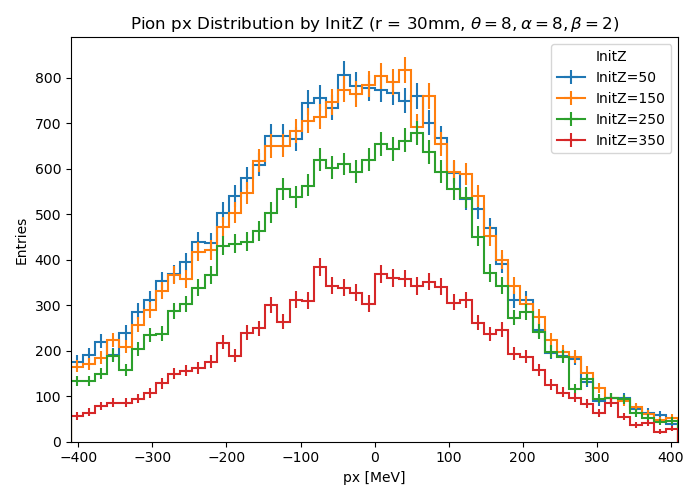 Pion px Distribution by InitZ (r = 30mm, θ = 8, α = 8, β = 2)
InitZ
InitZ=50
InitZ=150
InitZ=250
InitZ=350
Entries
800
700
600
500
400
300
200
100
0
−400 −300 −200 −100 0 100 200 300 400
px [MeV]